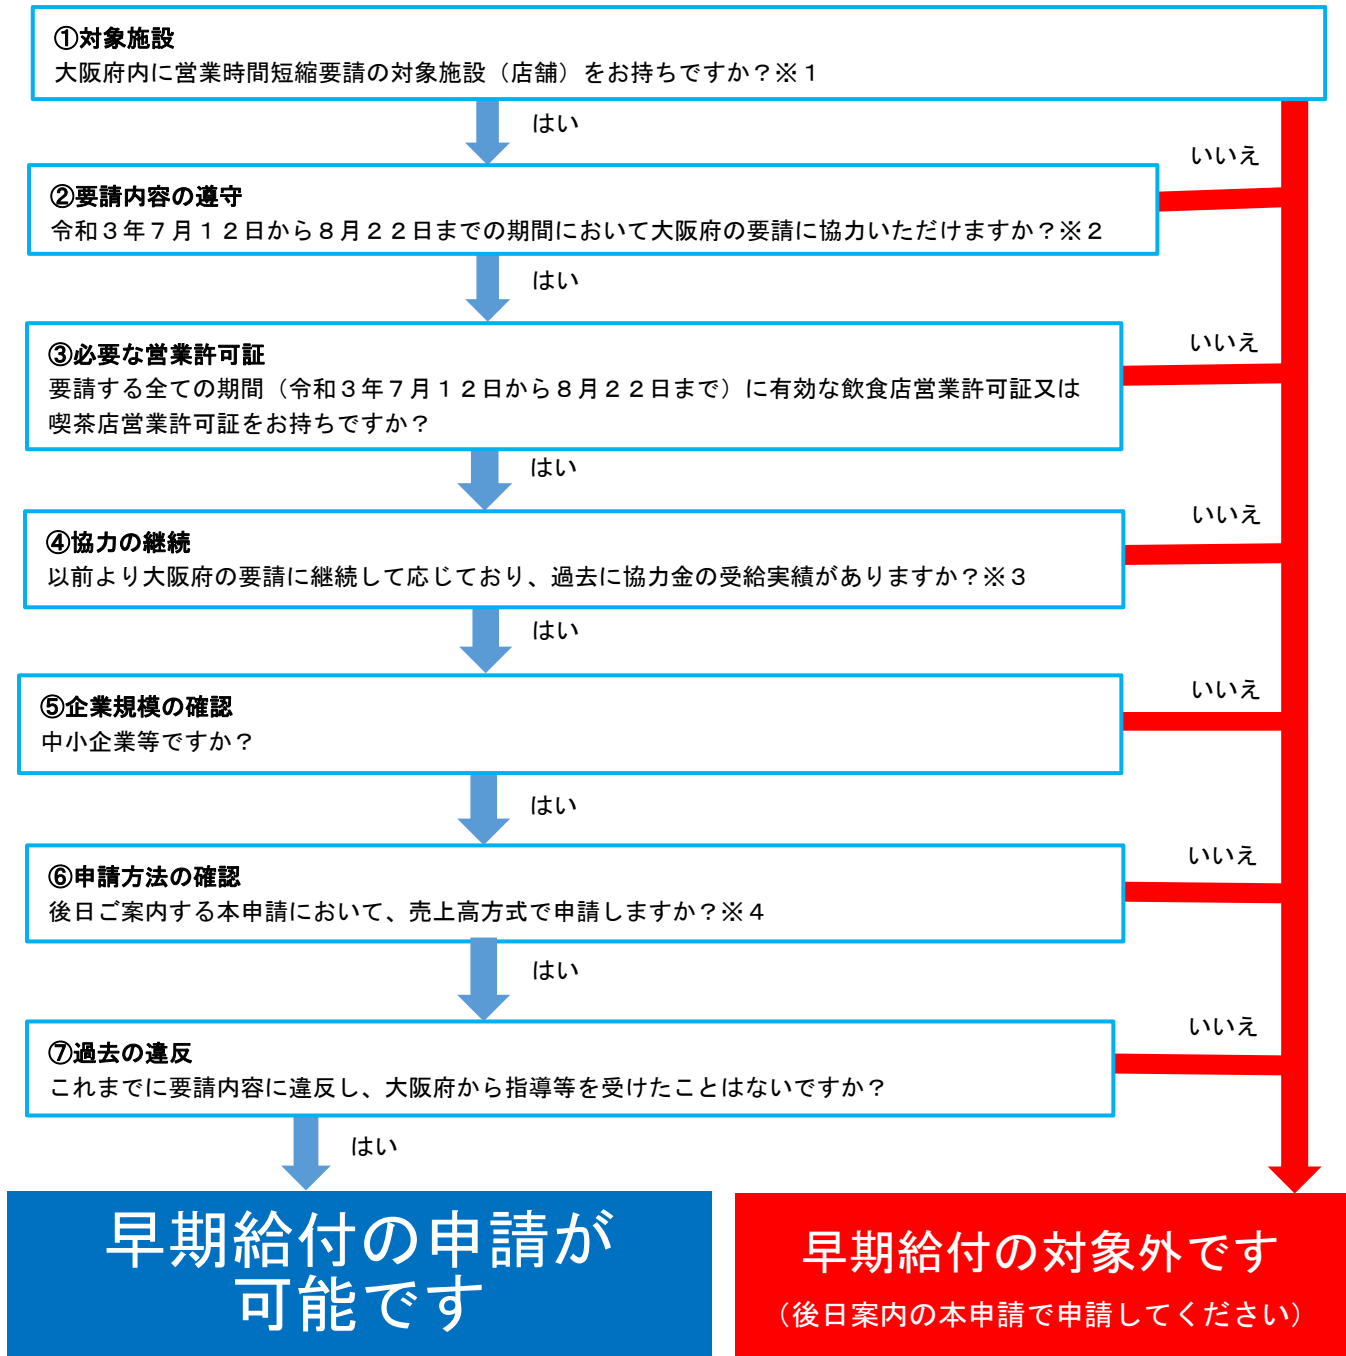 ①対象施設
大阪府内に営業時間短縮要請の対象施設（店舗）をお持ちですか？※１
はい
いいえ
②要請内容の遵守
令和３年７月１２日から８月２２日までの期間において大阪府の要請に協力いただけますか？※２
はい
いいえ
③必要な営業許可証
要請する全ての期間（令和３年７月１２日から８月２２日まで）に有効な飲食店営業許可証又は
喫茶店営業許可証をお持ちですか？
はい
いいえ
④協力の継続
以前より大阪府の要請に継続して応じており、過去に協力金の受給実績がありますか？※３
はい
いいえ
⑤企業規模の確認
中小企業等ですか？
はい
いいえ
⑥申請方法の確認
後日ご案内する本申請において、売上高方式で申請しますか？※４
はい
いいえ
⑦過去の違反
これまでに要請内容に違反し、大阪府から指導等を受けたことはないですか？
はい
早期給付の申請が
可能です
早期給付の対象外です
（後日案内の本申請で申請してください）